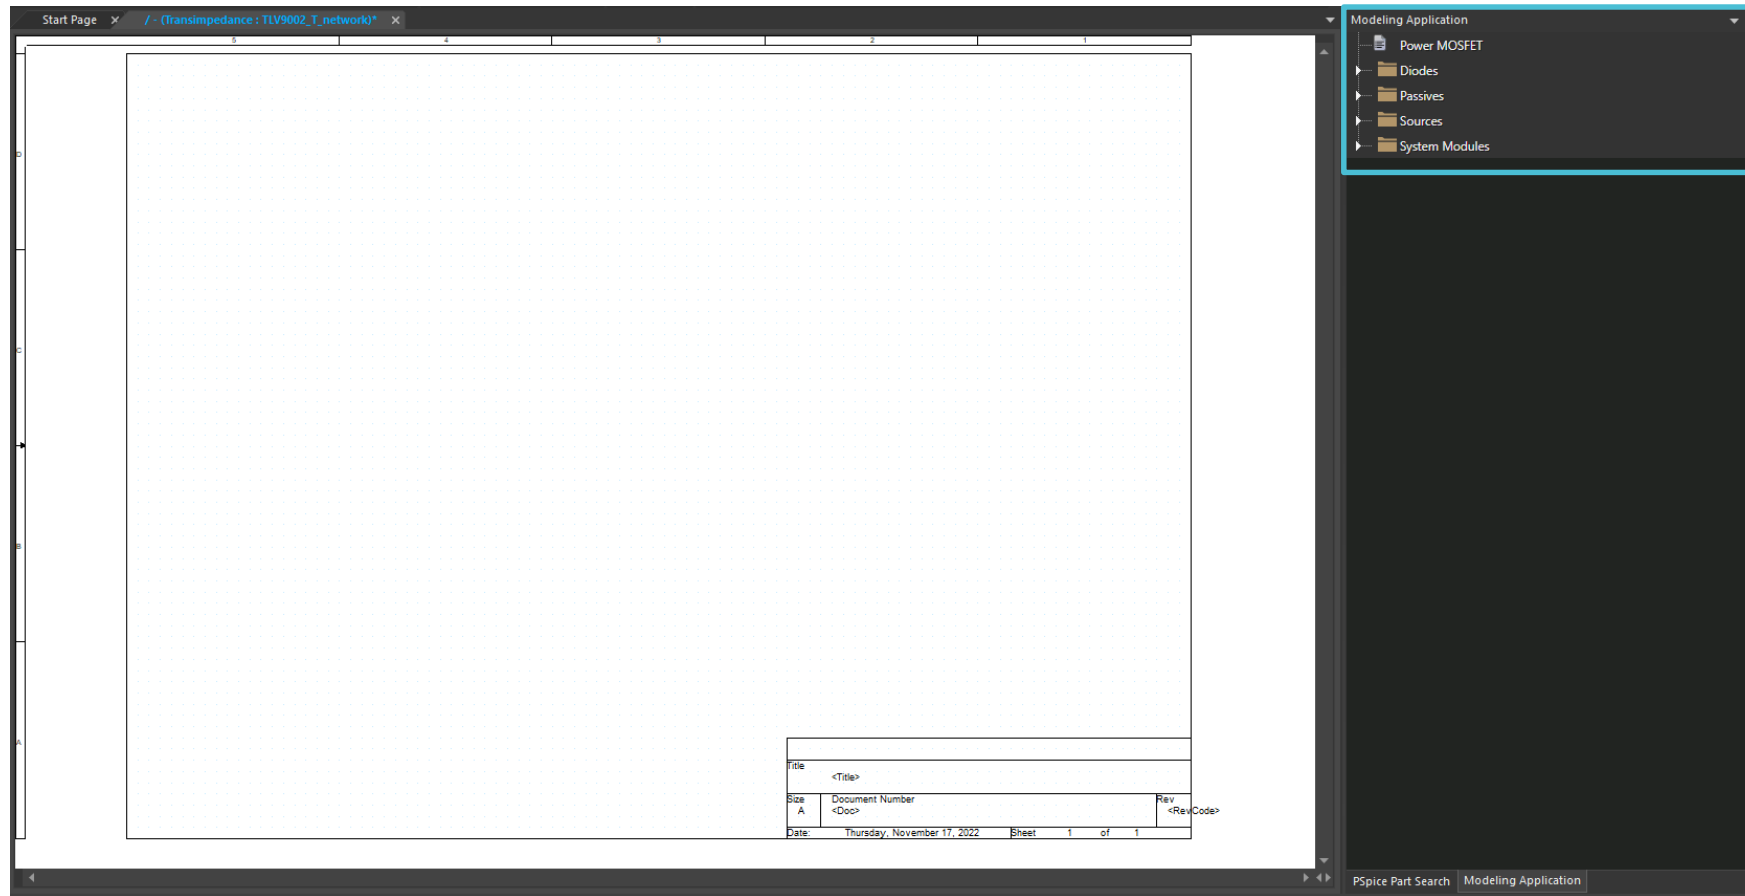 Start Page
/ - (Transimpedance : TLV9002_T_network)*
Modeling Application
Power MOSFET
Diodes
Passives
Sources
System Modules
5 4 3 2 1
D
C
B
A
Title
<Title>
Size Document Number Rev
A <Doc> <RevCode>
Date: Thursday, November 17, 2022 Sheet 1 of 1
PSpice Part Search Modeling Application